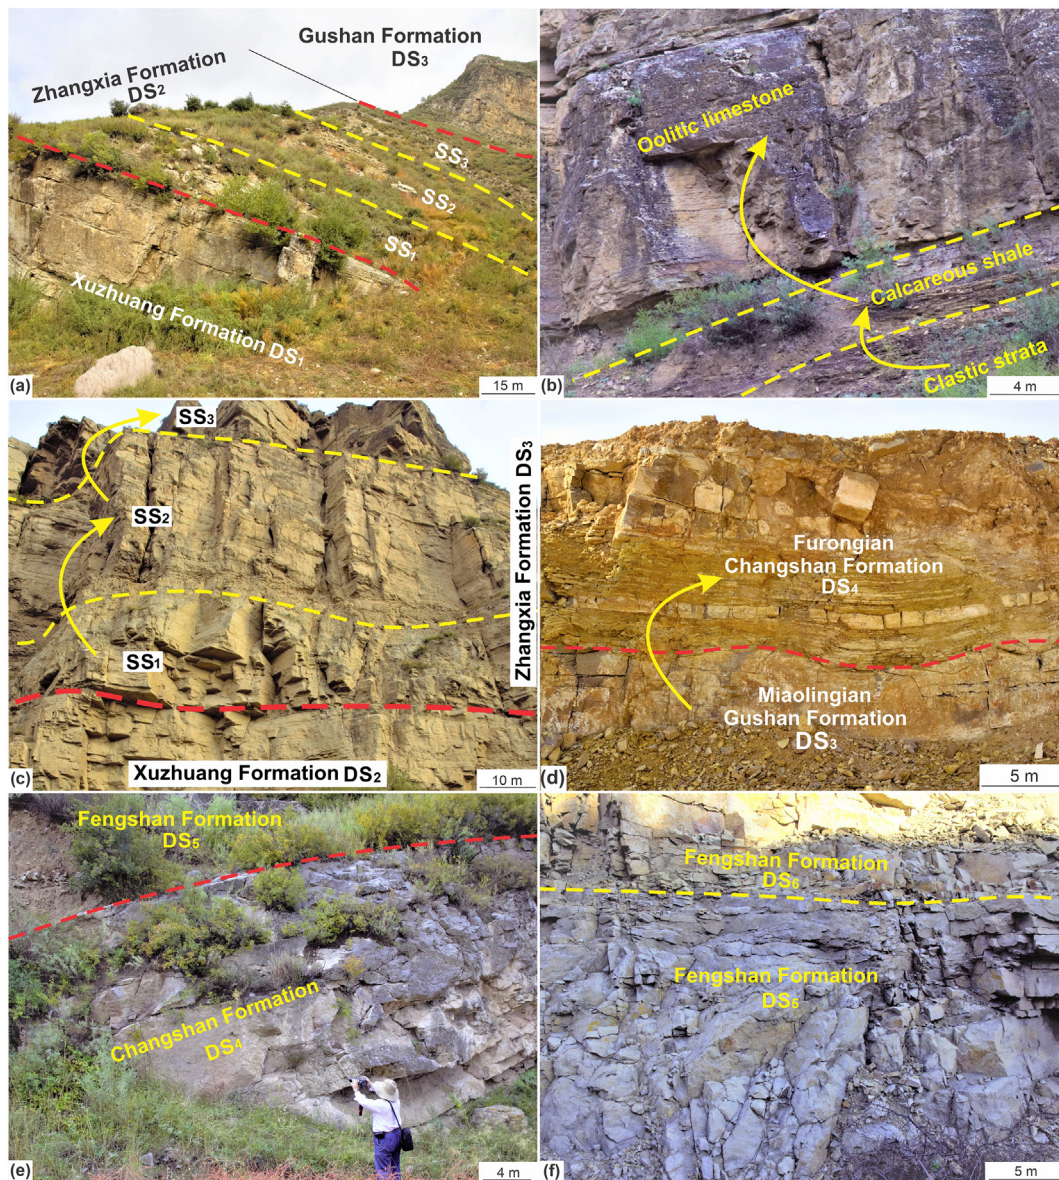 Gushan Formation
DS3
Zhangxia Formation
DS2
SS3
SS2
SS1
Xuzhuang Formation DS1
(a)
15 m
Oolitic limestone
Calcareous shale
Clastic strata
(b)
4 m
SS3
SS2
SS1
Zhangxia Formation DS3
Xuzhuang Formation DS2
(c)
10 m
Furongian
Changshan Formation
DS4
Miaolingian
Gushan Formation
DS3
(d)
5 m
Fengshan Formation
DS5
Changshan Formation
DS4
(e)
4 m
Fengshan Formation
DS6
Fengshan Formation
DS5
(f)
5 m